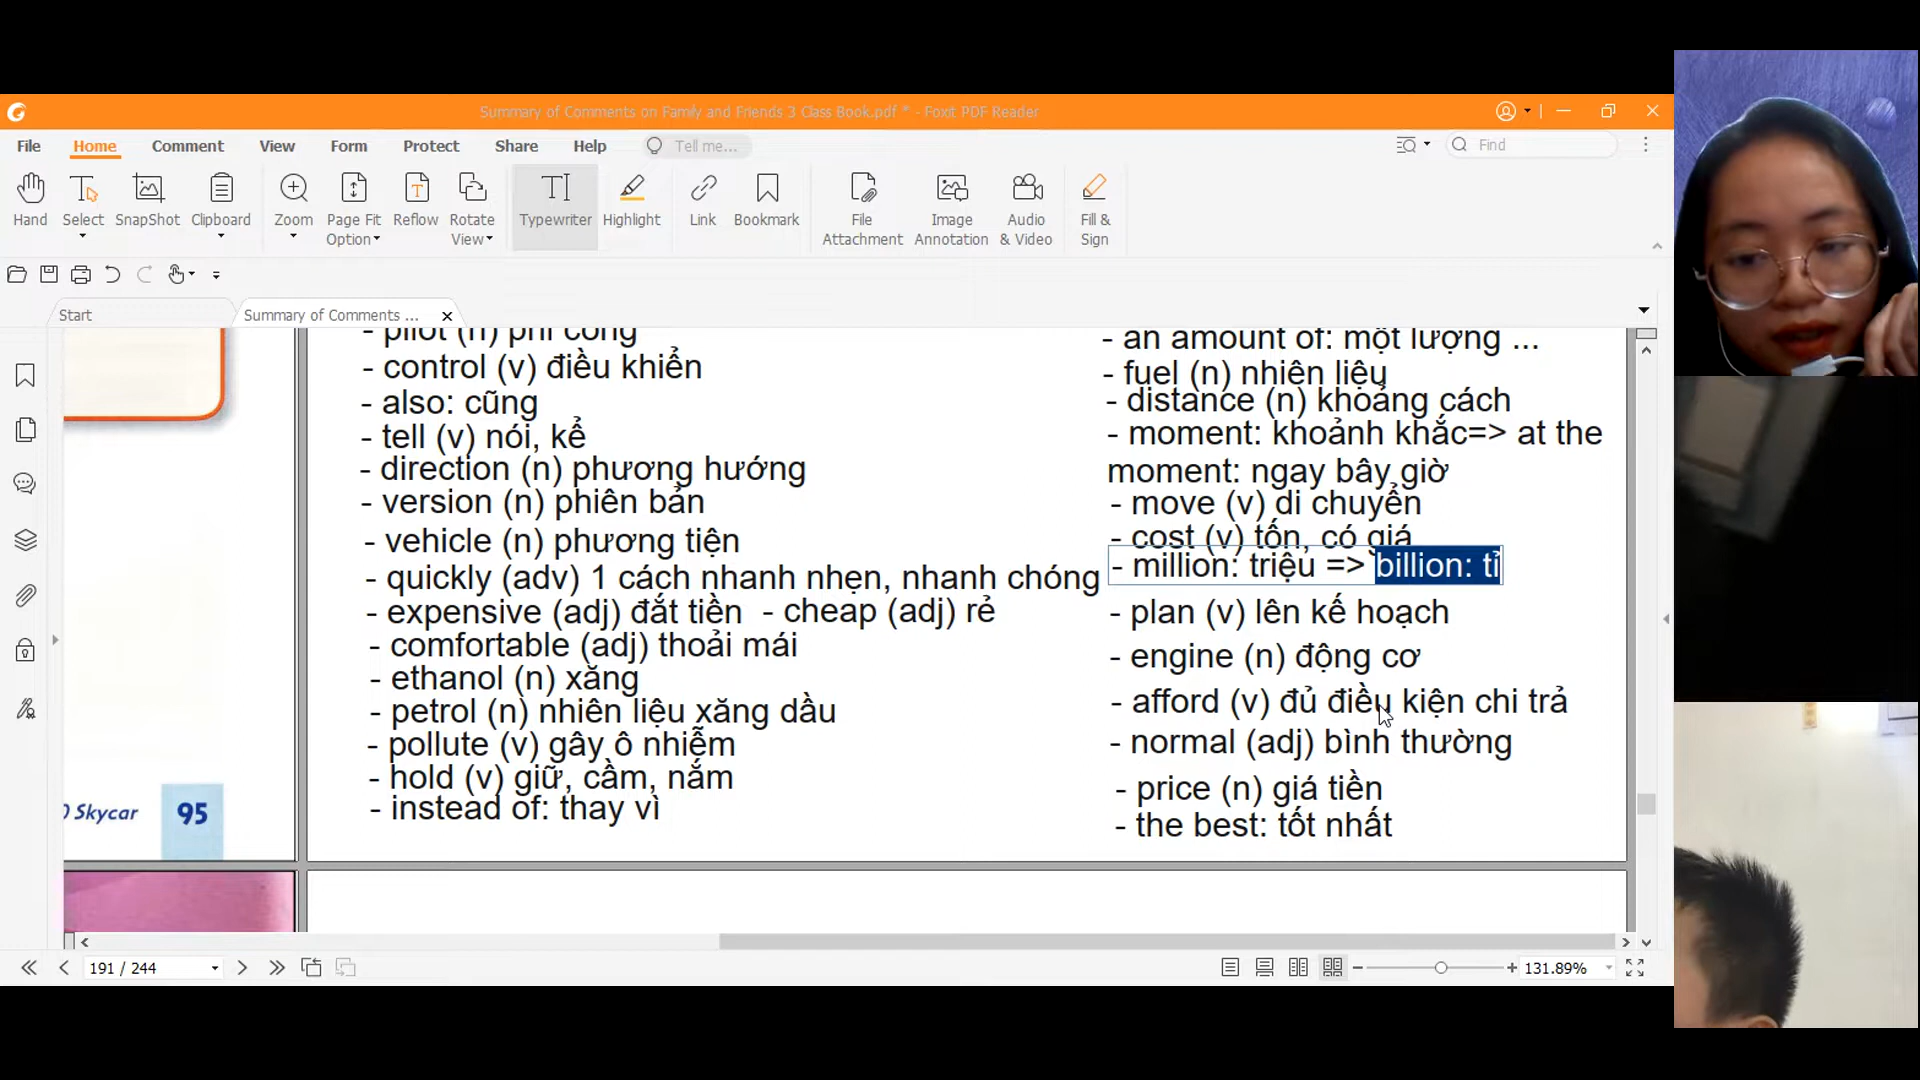 Summary of Comments on Family and Friends 3 Class Book.pdf * - Foxit PDF Reader
File Home Comment View Form Protect Share Help Tell me... Find
Hand Select SnapShot Clipboard Zoom Page Fit Option Reflow Rotate View Typewriter Highlight Link Bookmark File Attachment Image Annotation Audio & Video Fill & Sign
Start Summary of Comments ...
- pilot (n) phi công
- control (v) điều khiển
- also: cũng
- tell (v) nói, kể
- direction (n) phương hướng
- version (n) phiên bản
- vehicle (n) phương tiện
- quickly (adv) 1 cách nhanh nhẹn, nhanh chóng
- expensive (adj) đắt tiền - cheap (adj) rẻ
- comfortable (adj) thoải mái
- ethanol (n) xăng
- petrol (n) nhiên liệu xăng dầu
- pollute (v) gây ô nhiễm
- hold (v) giữ, cầm, nắm
- instead of: thay vì
- an amount of: một lượng ...
- fuel (n) nhiên liệu
- distance (n) khoảng cách
- moment: khoảnh khắc=> at the
moment: ngay bây giờ
- move (v) di chuyển
- cost (v) tốn, có giá
- million: triệu => billion: tỉ
- plan (v) lên kế hoạch
- engine (n) động cơ
- afford (v) đủ điều kiện chi trả
- normal (adj) bình thường
- price (n) giá tiền
- the best: tốt nhất
Skycar 95
191 / 244
131.89%